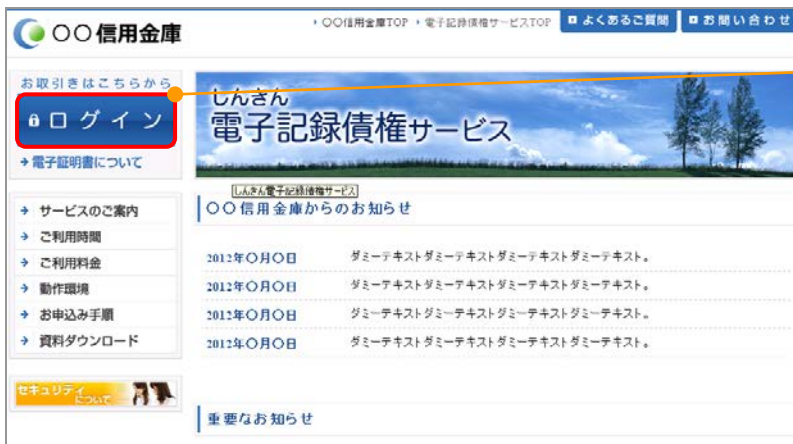 〇〇信用金庫
〇〇信用金庫TOP
電子記録債権サービスTOP
よくあるご質問
お問い合わせ
お取引きはこちらから
ログイン
電子証明書について
しんきん
電子記録債権サービス
しんきん電子記録債権サービス
サービスのご案内
ご利用時間
ご利用料金
動作環境
お申込み手順
資料ダウンロード
セキュリティ
について
〇〇信用金庫からのお知らせ
2012年〇月〇日 ダミーテキストダミーテキストダミーテキストダミーテキスト。
2012年〇月〇日 ダミーテキストダミーテキストダミーテキストダミーテキスト。
2012年〇月〇日 ダミーテキストダミーテキストダミーテキストダミーテキスト。
2012年〇月〇日 ダミーテキストダミーテキストダミーテキストダミーテキスト。
重要なお知らせ